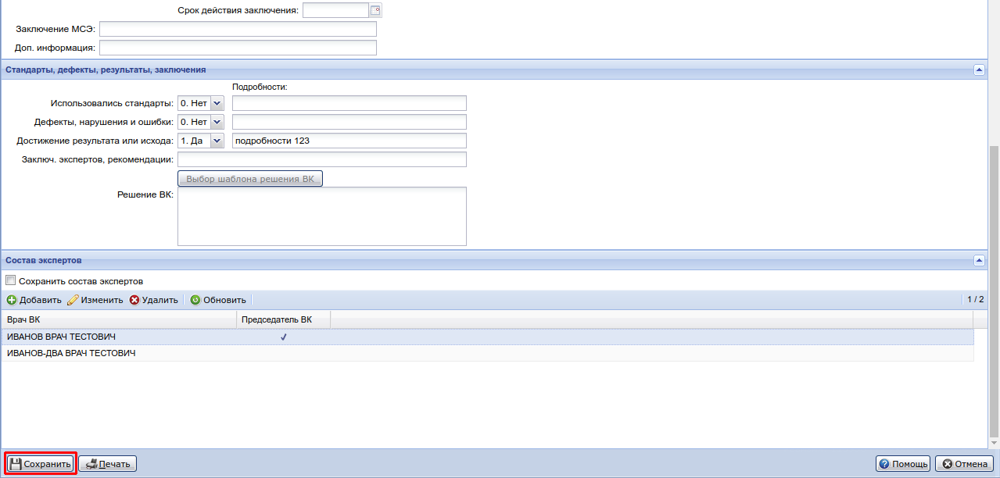 Срок действия заключения:
Заключение МСЭ:
Доп. информация:
Стандарты, дефекты, результаты, заключения
Подробности:
Использовались стандарты: 0. Нет
Дефекты, нарушения и ошибки: 0. Нет
Достижение результата или исхода: 1. Да подробности 123
Заключ. экспертов, рекомендации:
Выбор шаблона решения ВК
Решение ВК:
Состав экспертов
Сохранить состав экспертов
Добавить Изменить Удалить Обновить 1 / 2
Врач ВК Председатель ВК
ИВАНОВ ВРАЧ ТЕСТОВИЧ
ИВАНОВ-ДВА ВРАЧ ТЕСТОВИЧ
Сохранить Печать Помощь Отмена